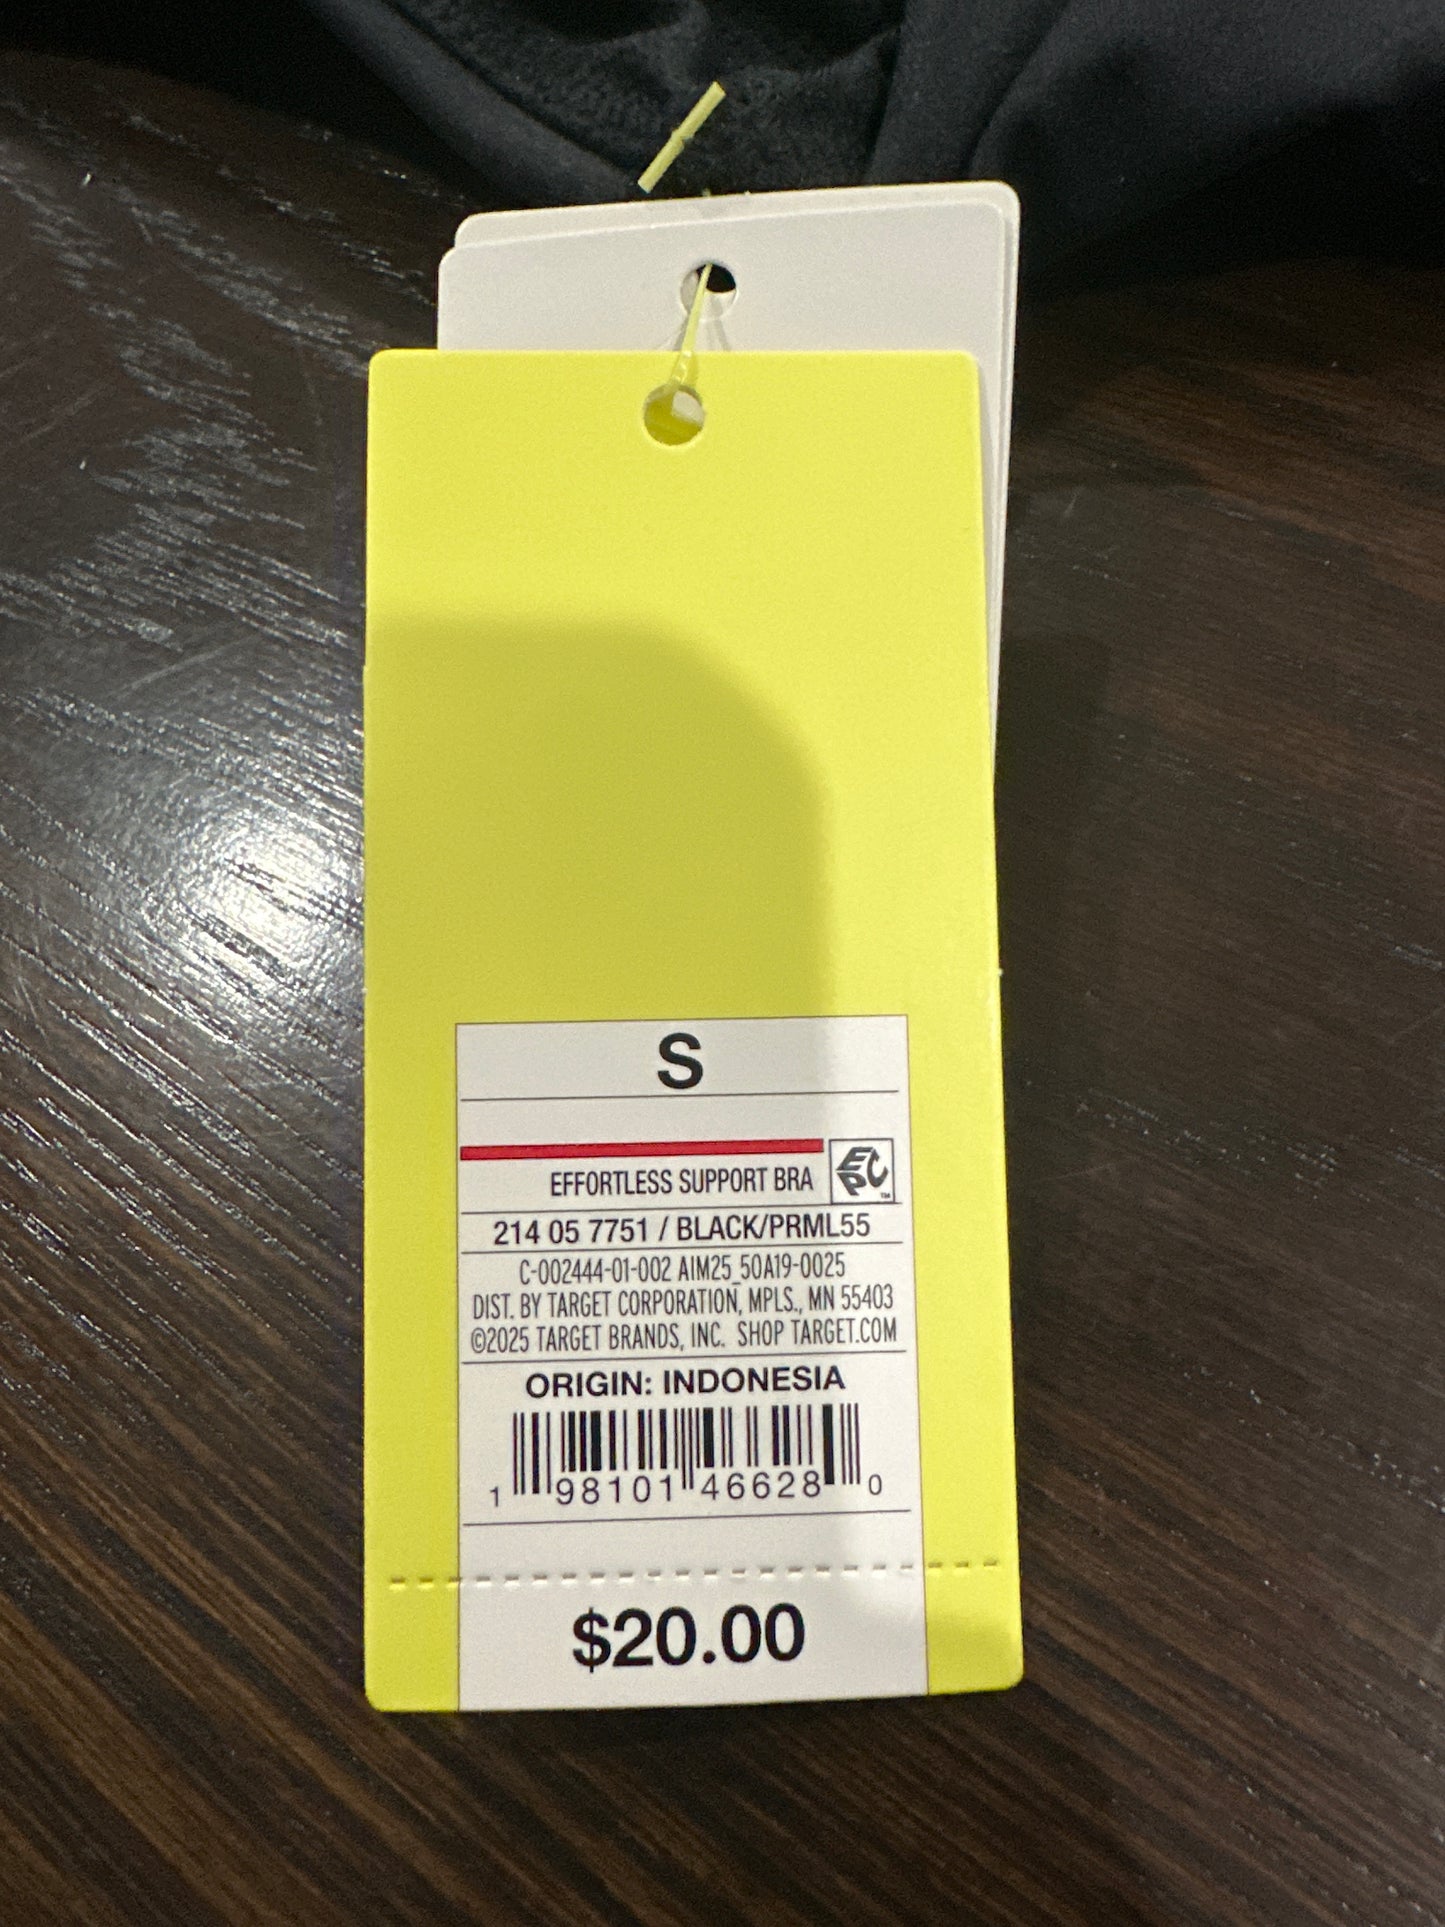 S
EFFORTLESS SUPPORT BRA
EPC™
214 05 7751 / BLACK/PRML55
C-002444-01-002 AIM25_50A19-0025
DIST. BY TARGET CORPORATION, MPLS., MN 55403
©2025 TARGET BRANDS, INC. SHOP TARGET.COM
ORIGIN: INDONESIA
1 98101 46628 0
$20.00